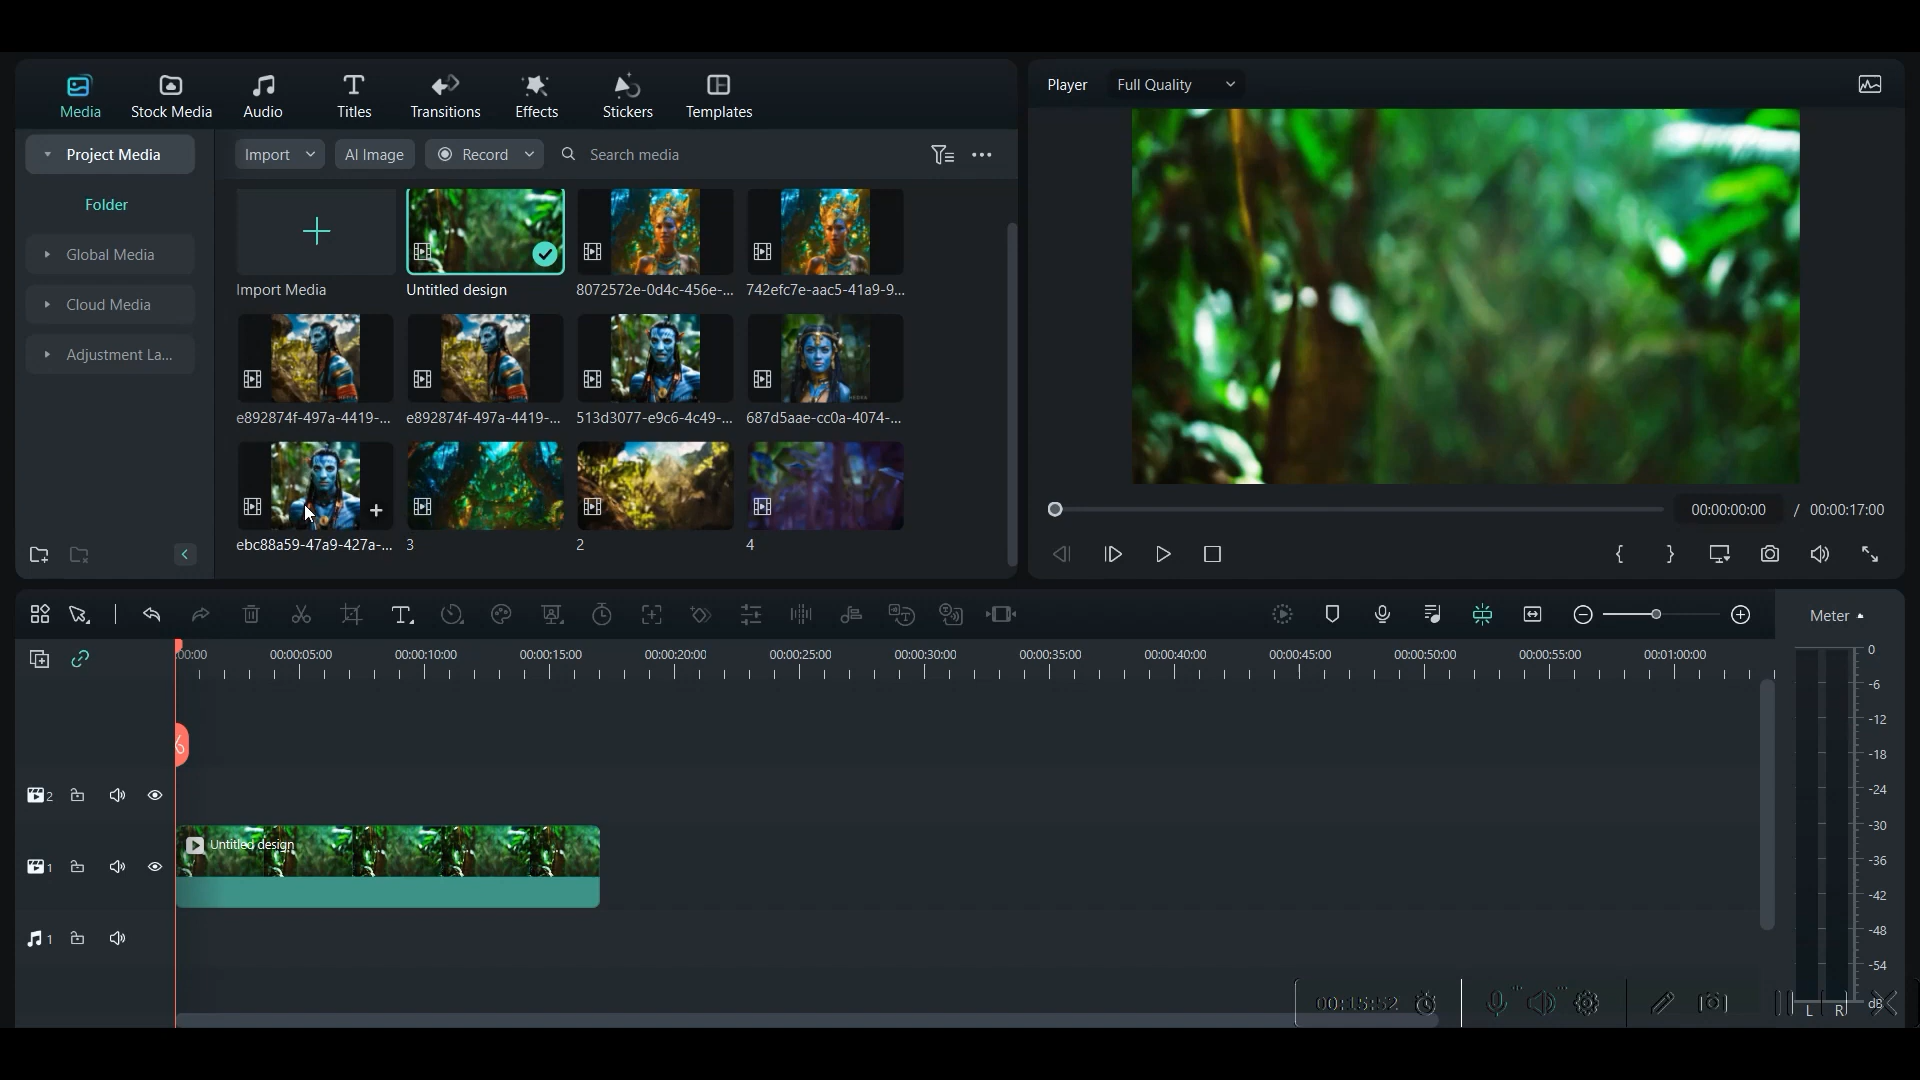 Media
Stock Media
Audio
Titles
Transitions
Effects
Stickers
Templates
Player
Full Quality
Project Media
Import
AI Image
Record
Search media
Folder
Global Media
Cloud Media
Adjustment La...
Import Media
Untitled design
8072572e-0d4c-456e-...
742efc7e-aac5-41a9-9...
e892874f-497a-4419-...
e892874f-497a-4419-...
513d3077-e9c6-4c49-...
687d5aae-cc0a-4074-...
ebc88a59-47a9-427a-...
3
2
4
00:00:00:00 / 00:00:17:00
Meter
:00:00
00:00:05:00
00:00:10:00
00:00:15:00
00:00:20:00
00:00:25:00
00:00:30:00
00:00:35:00
00:00:40:00
00:00:45:00
00:00:50:00
00:00:55:00
00:01:00:00
0
-6
-12
-18
-24
-30
-36
-42
-48
-54
dB
2
Untitled design
1
1
00:15:52
L R